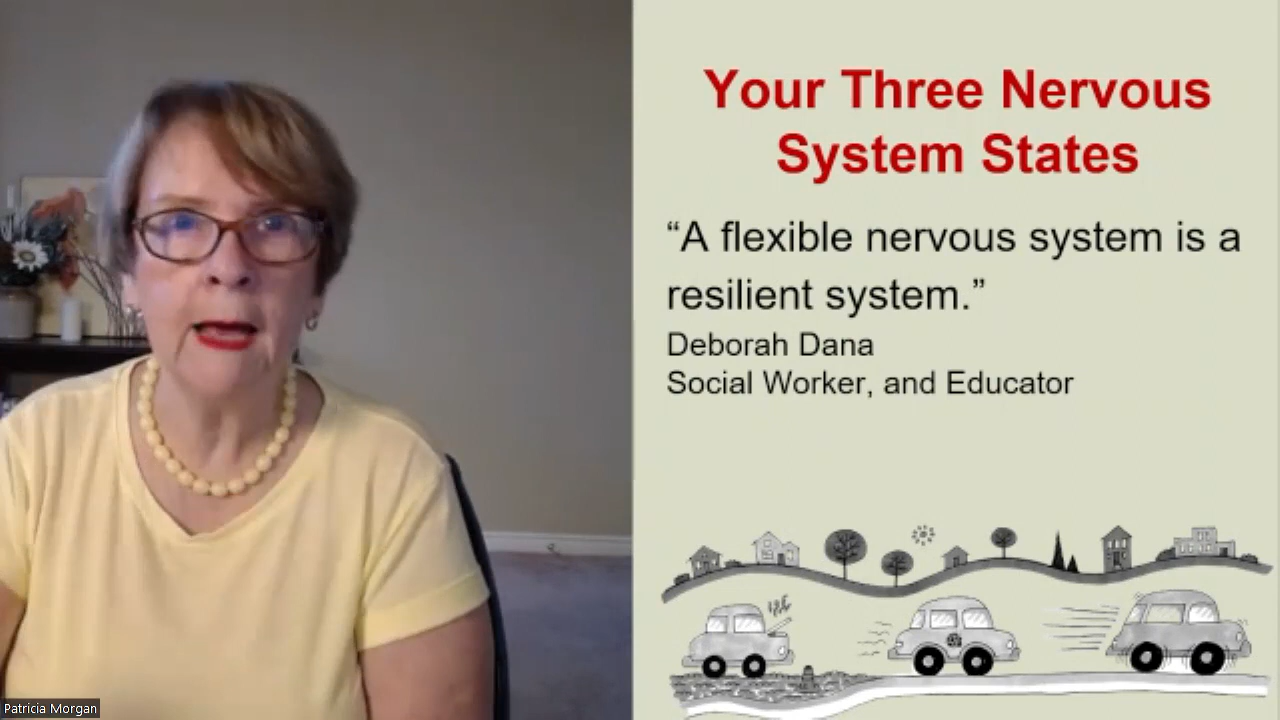 Your Three Nervous
System States
“A flexible nervous system is a
resilient system.”
Deborah Dana
Social Worker, and Educator
Patricia Morgan